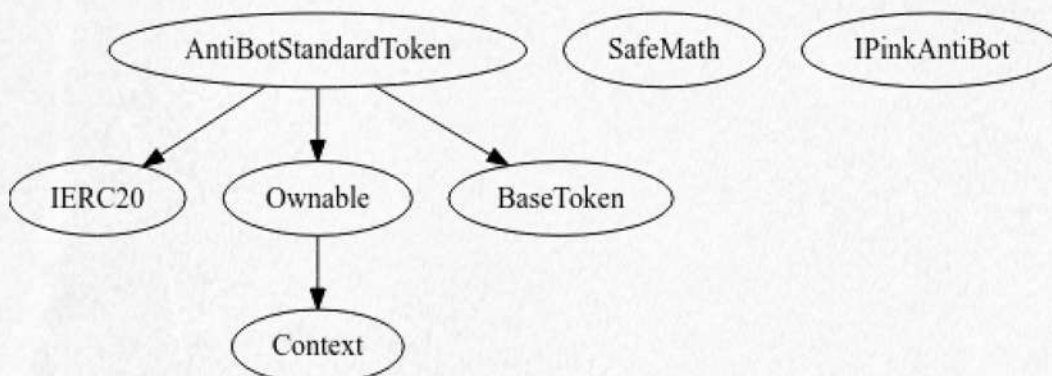 AntiBotStandardToken SafeMath IPinkAntiBot
IERC20 Ownable BaseToken
Context